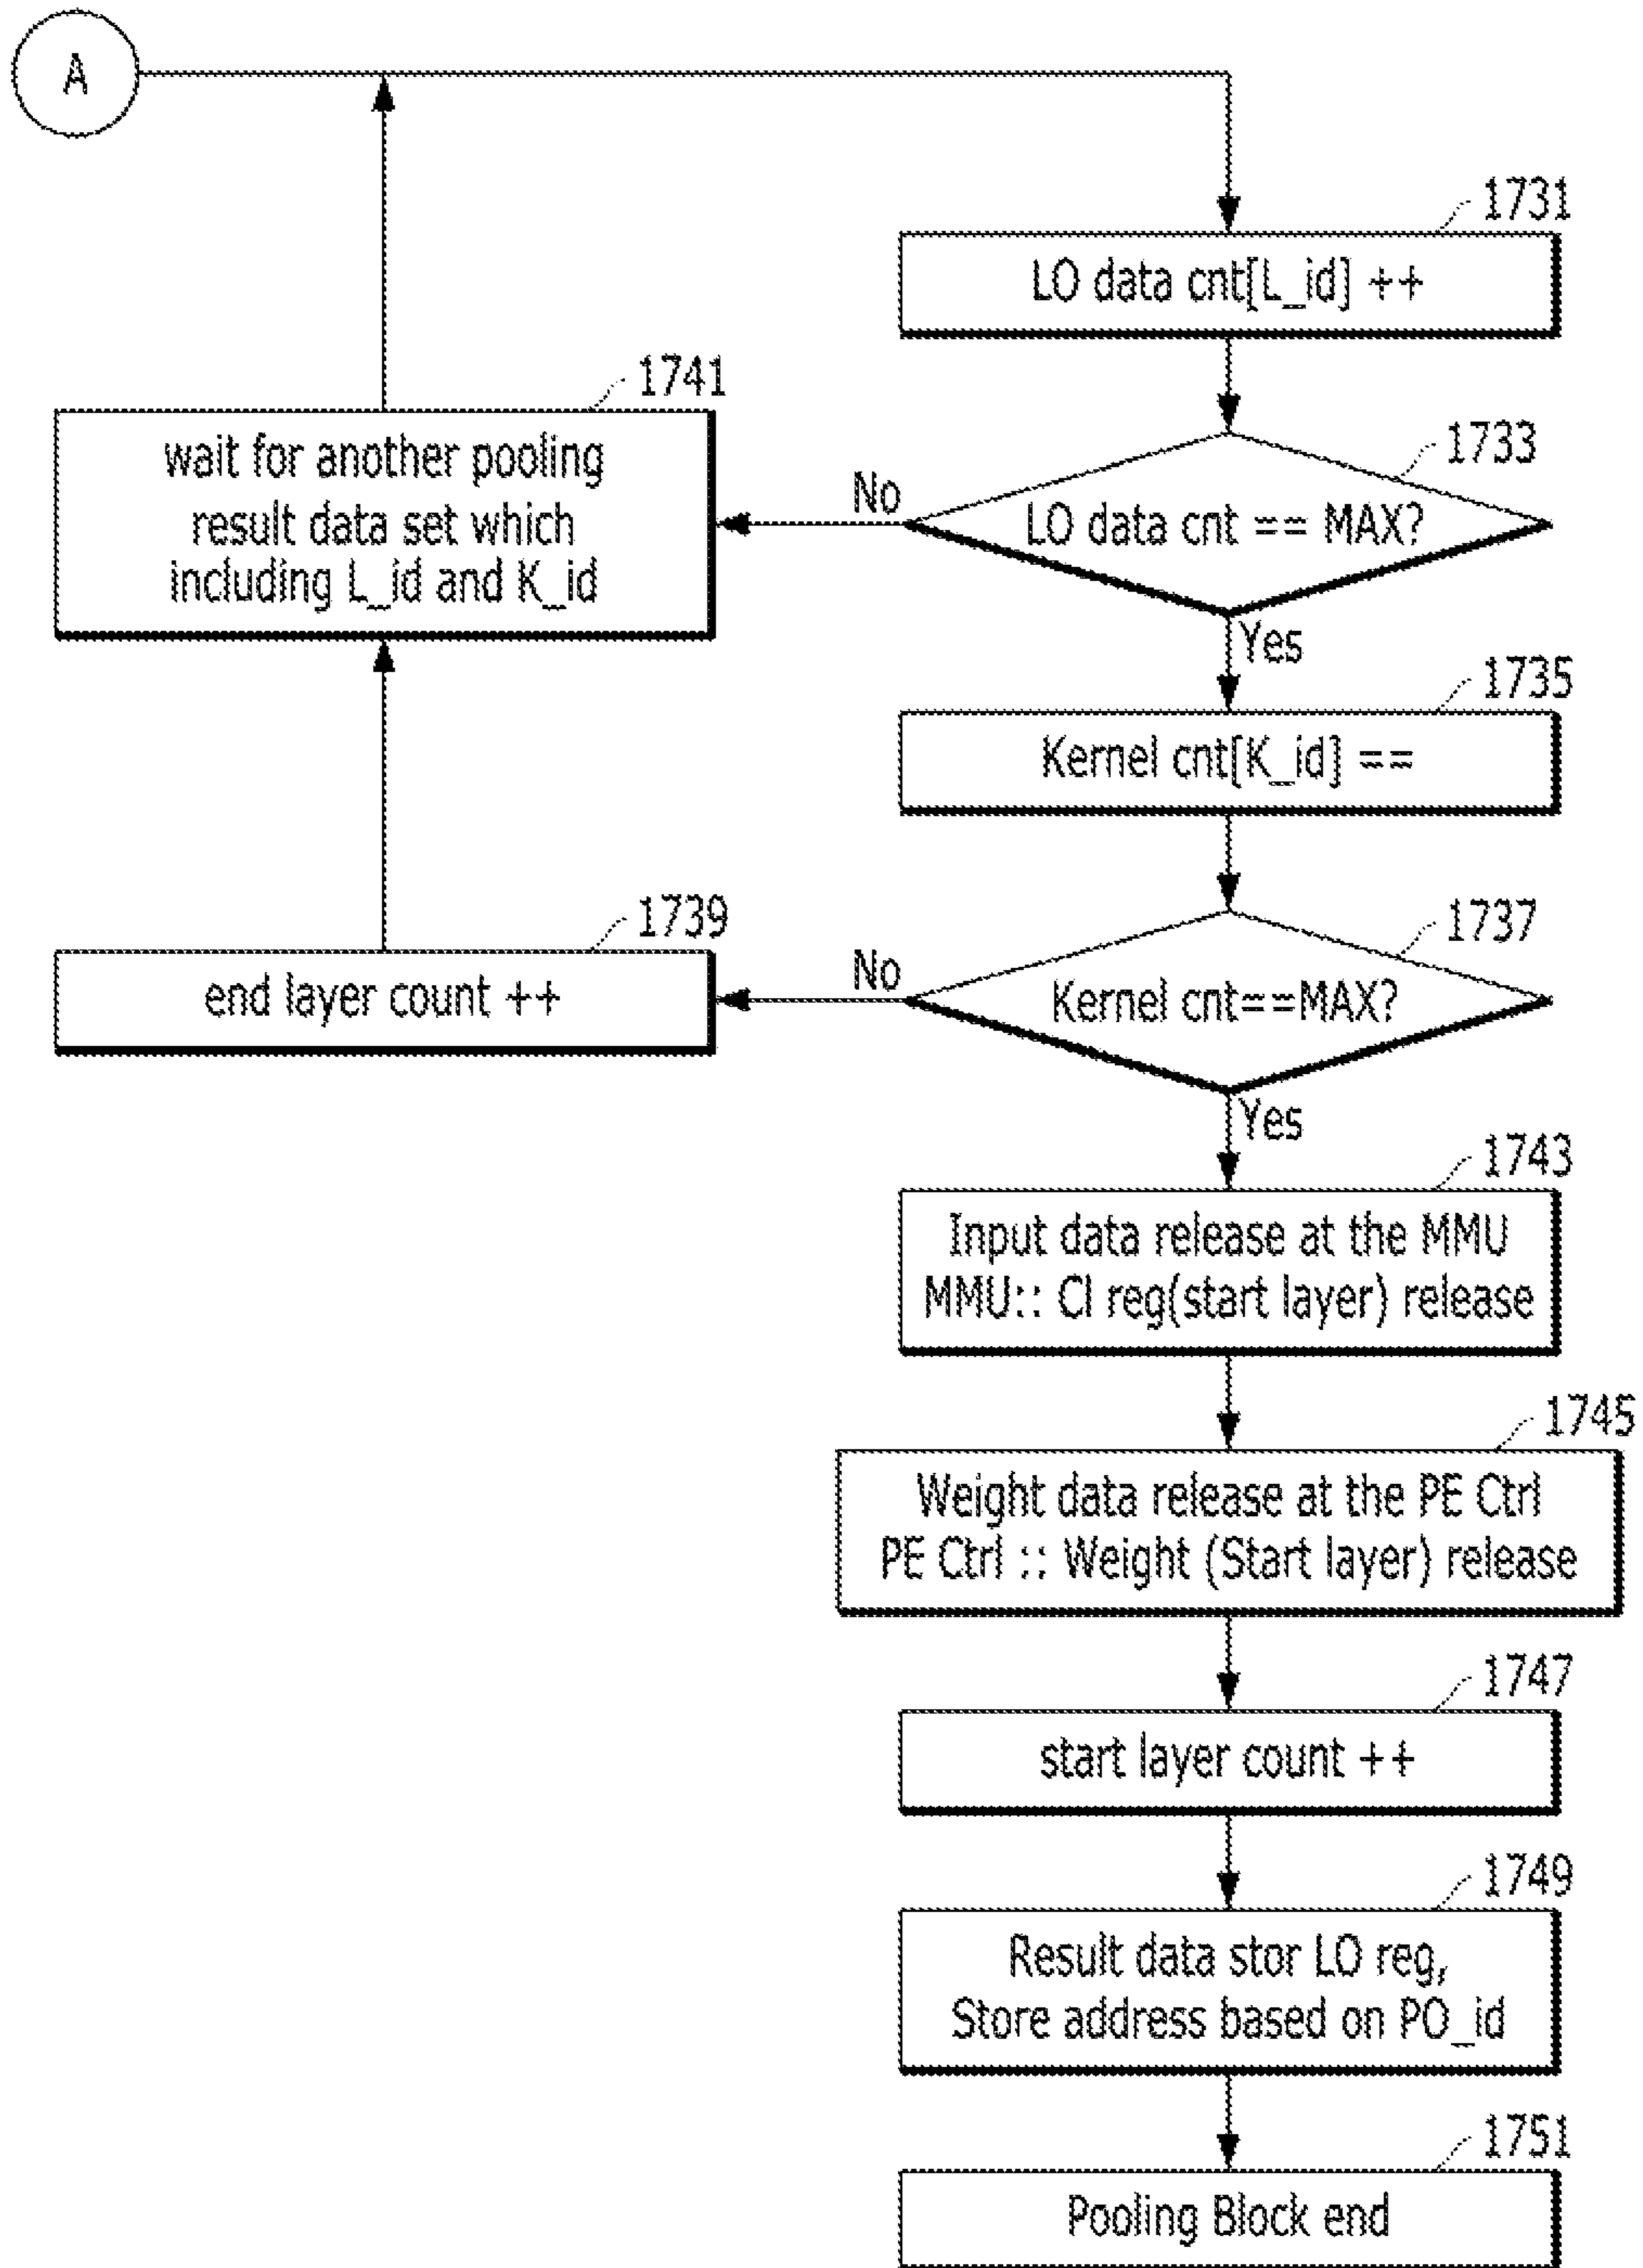 A
1731
LO data cnt[L_id] ++
1741
wait for another pooling
result data set which
including L_id and K_id
1733
No
LO data cnt == MAX?
Yes
1735
Kernel cnt[K_id] ==
1739
end layer count ++
1737
No
Kernel cnt==MAX?
Yes
1743
Input data release at the MMU
MMU:: CI reg(start layer) release
1745
Weight data release at the PE Ctrl
PE Ctrl :: Weight (Start layer) release
1747
start layer count ++
1749
Result data stor LO reg,
Store address based on PO_id
1751
Pooling Block end